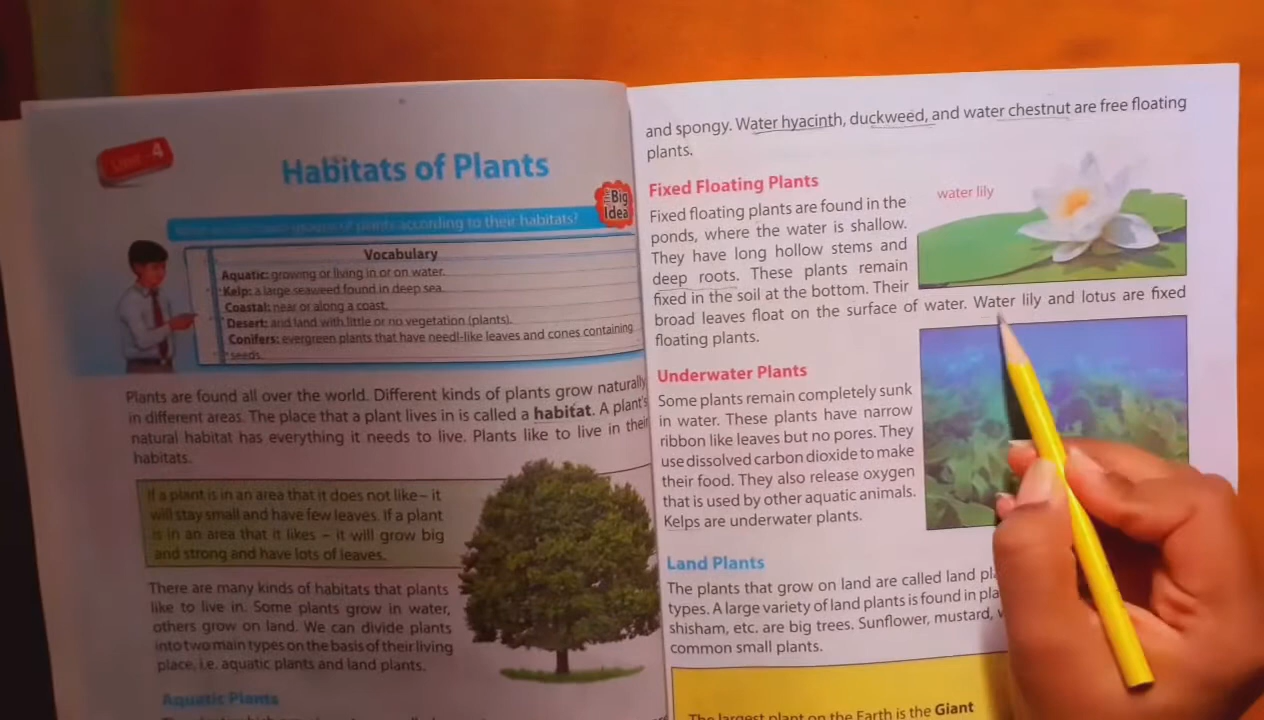 Unit - 4
Habitats of Plants
The Big
Idea
of plants according to their habitats?
Vocabulary
Aquatic: growing or living in or on water.
Kelp: a large seaweed found in deep sea.
Coastal: near or along a coast.
Desert: arid land with little or no vegetation (plants).
Conifers: evergreen plants that have needl-like leaves and cones containing
seeds.
Plants are found all over the world. Different kinds of plants grow naturally
in different areas. The place that a plant lives in is called a habitat. A plant's
natural habitat has everything it needs to live. Plants like to live in their
habitats.
If a plant is in an area that it does not like – it
will stay small and have few leaves. If a plant
is in an area that it likes – it will grow big
and strong and have lots of leaves.
There are many kinds of habitats that plants
like to live in. Some plants grow in water,
others grow on land. We can divide plants
into two main types on the basis of their living
place, i.e. aquatic plants and land plants.
Aquatic Plants
and spongy. Water hyacinth, duckweed, and water chestnut are free floating
plants.
Fixed Floating Plants
water lily
Fixed floating plants are found in the
ponds, where the water is shallow.
They have long hollow stems and
deep roots. These plants remain
fixed in the soil at the bottom. Their
broad leaves float on the surface of water. Water lily and lotus are fixed
floating plants.
Underwater Plants
Some plants remain completely sunk
in water. These plants have narrow
ribbon like leaves but no pores. They
use dissolved carbon dioxide to make
their food. They also release oxygen
that is used by other aquatic animals.
Kelps are underwater plants.
Land Plants
The plants that grow on land are called land
types. A large variety of land plants is found in
shisham, etc. are big trees. Sunflower, mustard,
common small plants.
The largest plant on the Earth is the Giant